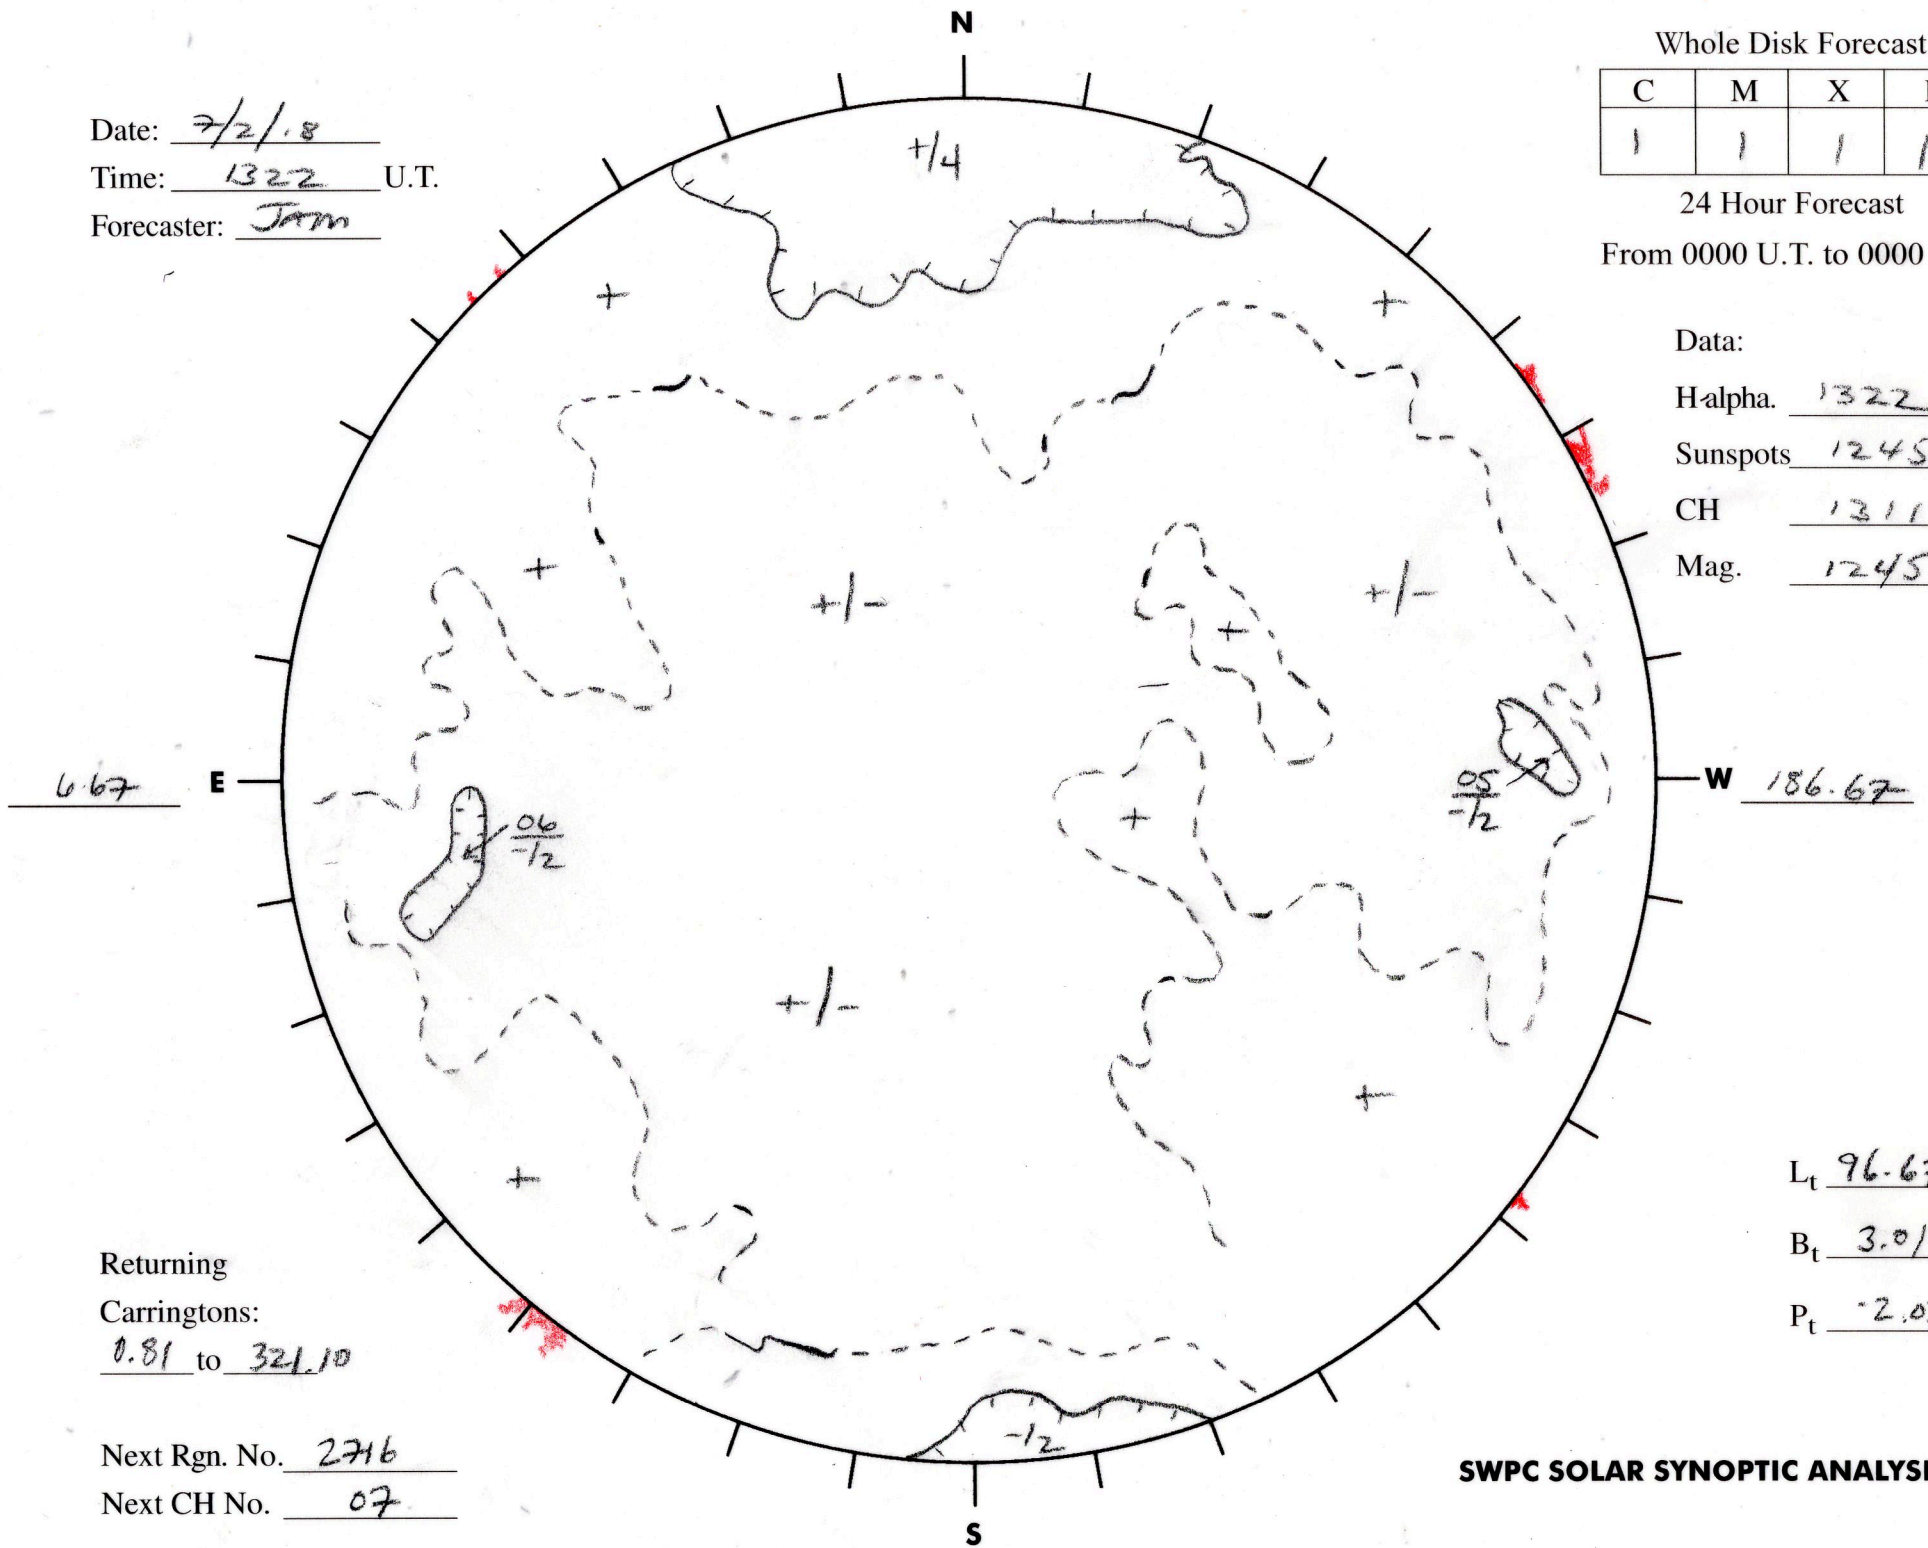 N
Whole Disk Forecast
C M X
1 1 1 1
24 Hour Forecast
From 0000 U.T. to 0000
Date: 7/2/18
Time: 1322 U.T.
Forecaster: Jam
Data:
H-alpha. 1322
Sunspots 1245
CH 1311
Mag. 1245
+/4
+ +
+ +/- +/-
+
-
6.67 E
W 186.67
05
-/2
06
-/2
+
+/-
+
+
Lt 96.6
Bt 3.01
Pt -2.0
Returning
Carringtons:
0.81 to 321.10
-/2
Next Rgn. No. 2716
Next CH No. 07
SWPC SOLAR SYNOPTIC ANALYSI
S